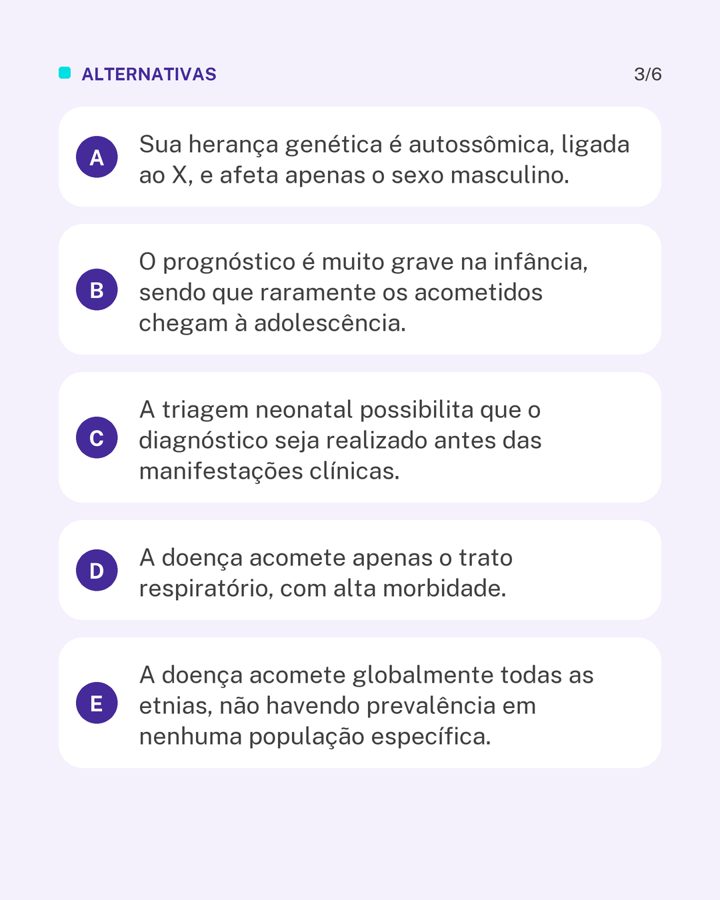 ALTERNATIVAS
3/6
A
Sua herança genética é autossômica, ligada
ao X, e afeta apenas o sexo masculino.
B
O prognóstico é muito grave na infância,
sendo que raramente os acometidos
chegam à adolescência.
C
A triagem neonatal possibilita que o
diagnóstico seja realizado antes das
manifestações clínicas.
D
A doença acomete apenas o trato
respiratório, com alta morbidade.
E
A doença acomete globalmente todas as
etnias, não havendo prevalência em
nenhuma população específica.